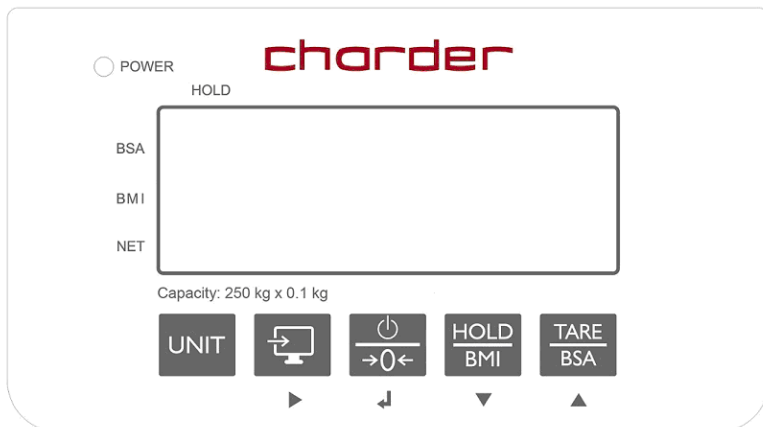 charder
POWER
HOLD
BSA
BMI
NET
Capacity: 250 kg x 0.1 kg
UNIT
→0←
HOLD
BMI
TARE
BSA